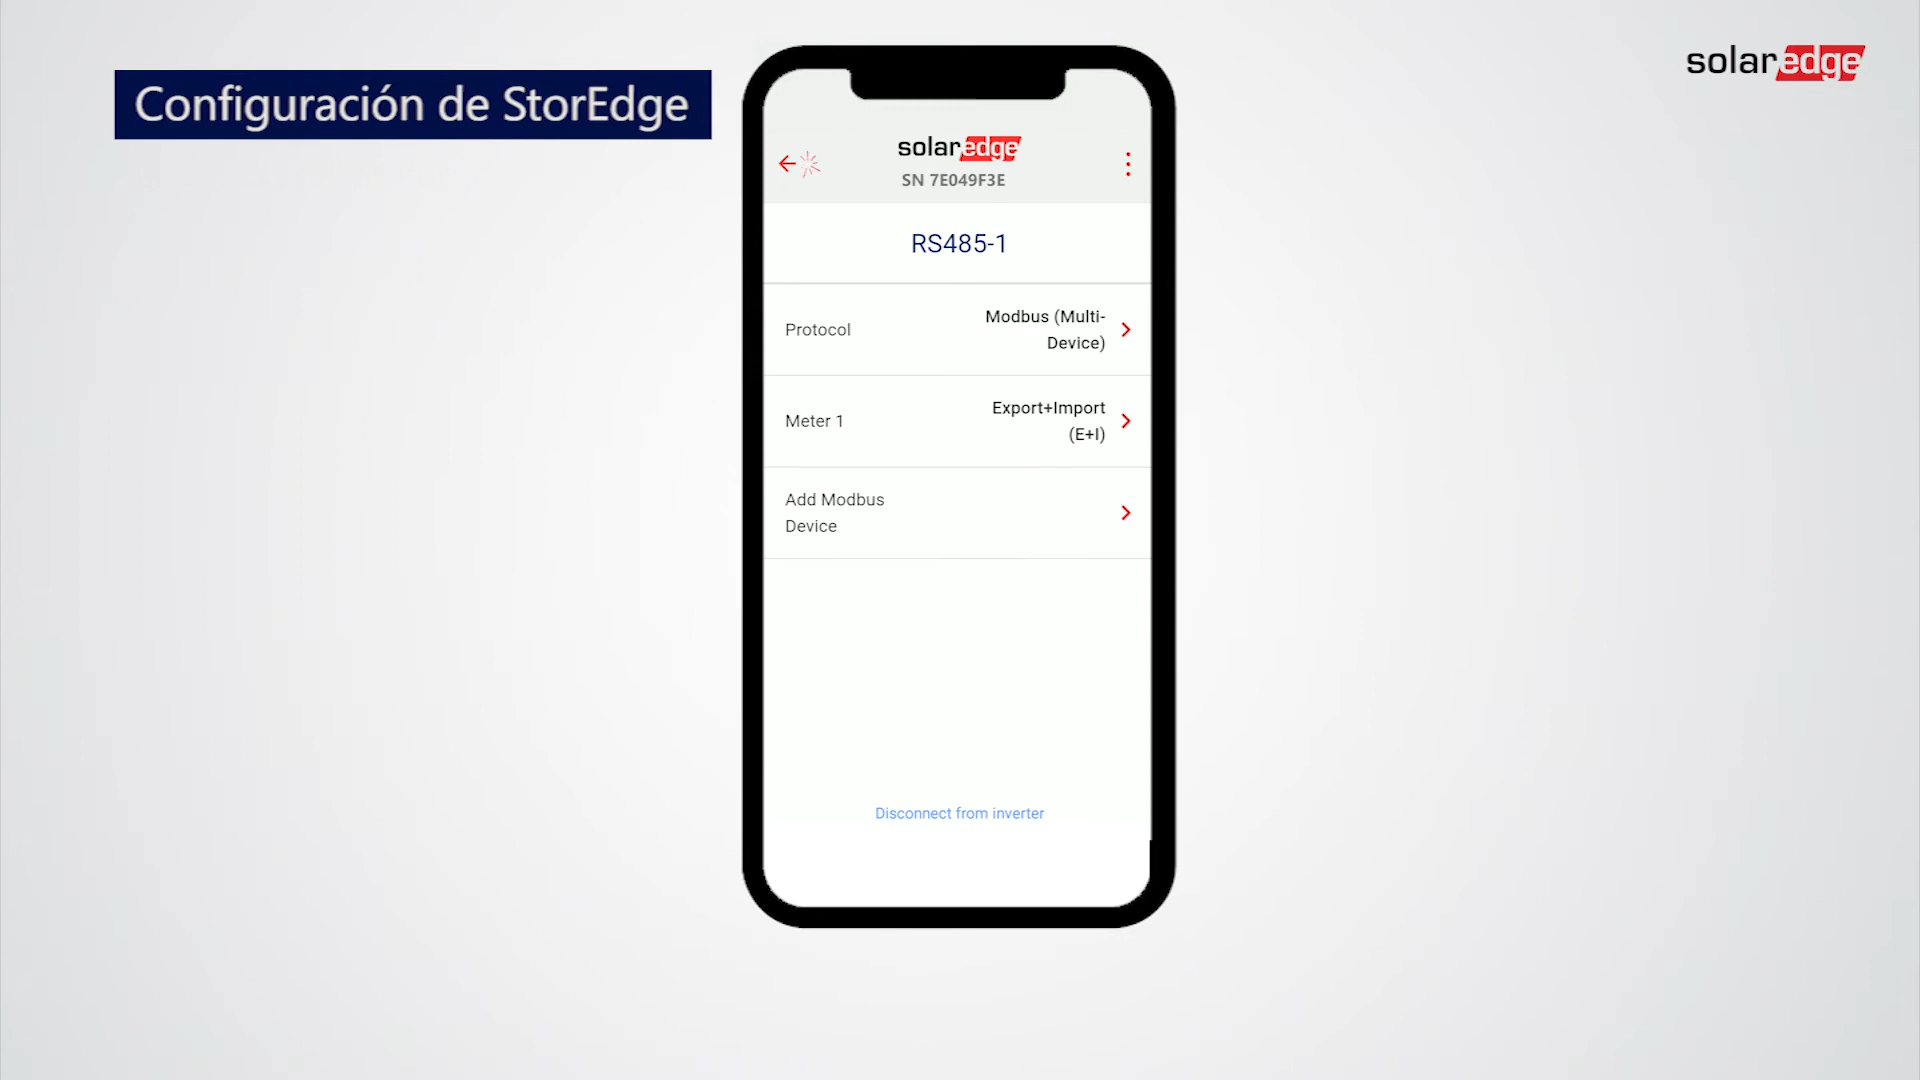 Configuración de StorEdge
solaredge
solaredge
SN 7E049F3E
RS485-1
Protocol
Modbus (Multi-
Device)
Meter 1
Export+Import
(E+I)
Add Modbus
Device
Disconnect from inverter